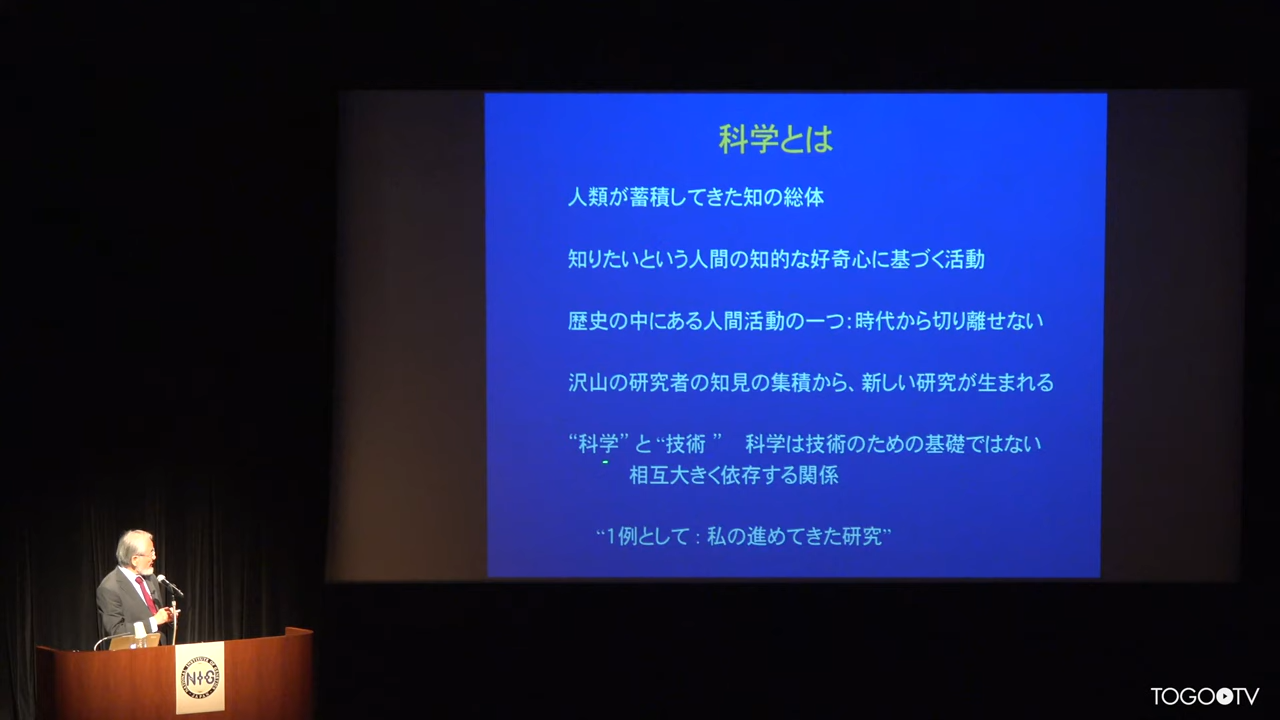 科学とは
人類が蓄積してきた知の総体
知りたいという人間の知的な好奇心に基づく活動
歴史の中にある人間活動の一つ：時代から切り離せない
沢山の研究者の知見の集積から、新しい研究が生まれる
“科学” と “技術 ”　科学は技術のための基礎ではない
相互大きく依存する関係
“1例として : 私の進めてきた研究”
NIG
TOGO TV